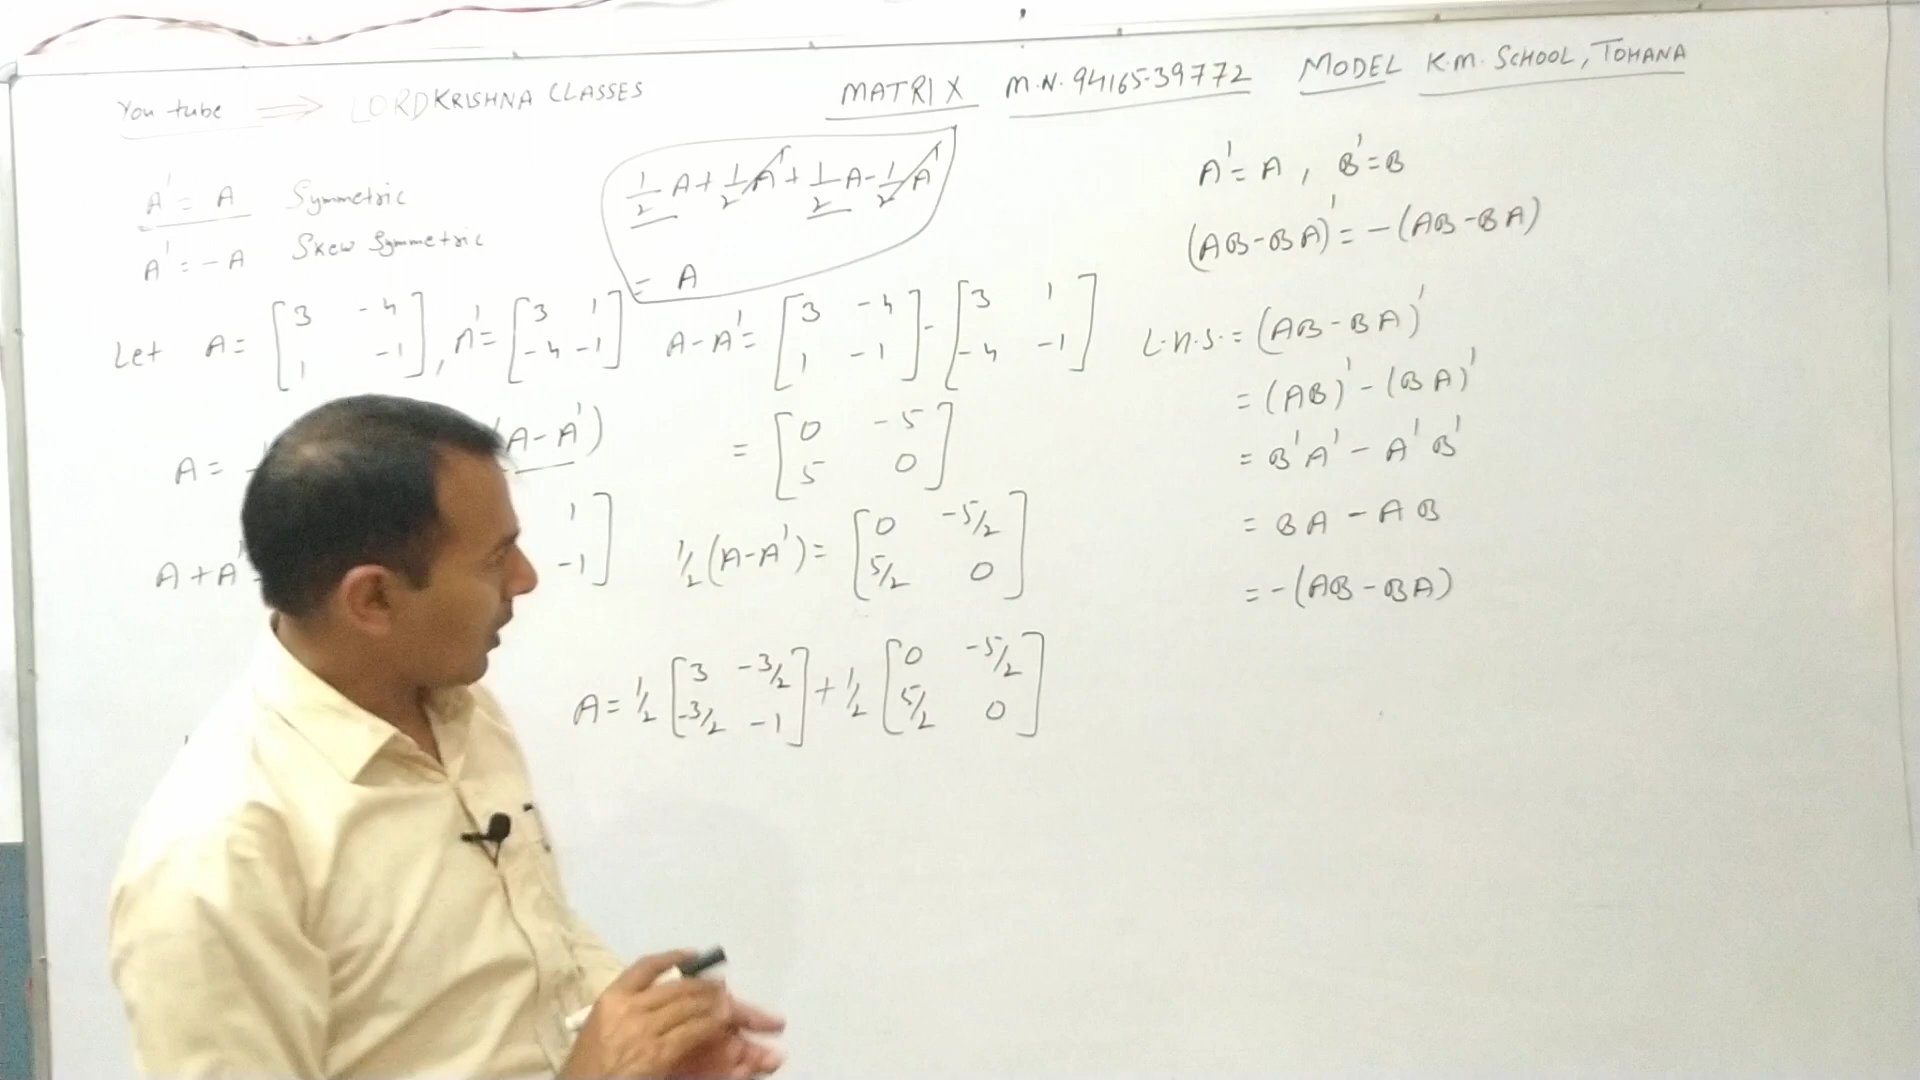 You tube ⟹ LORD KRISHNA CLASSES MATRIX M.N. 94165-39772 MODEL K.M. SCHOOL, TOHANA
A' = A Symmetric
A' = -A Skew Symmetric
1/2 A + 1/2 A' + 1/2 A - 1/2 A'
= A
Let A = [3 -4
1 -1], A' = [3 1
-4 -1]
A =
(A-A')
A+A'
1
-1]
A-A' = [3 -4
1 -1] - [3 1
-4 -1]
= [0 -5
5 0]
1/2 (A-A') = [0 -5/2
5/2 0]
A = 1/2 [3 -3/2
-3/2 -1] + 1/2 [0 -5/2
5/2 0]
A' = A, B' = B
(AB-BA)' = -(AB-BA)
L.H.S. = (AB-BA)'
= (AB)' - (BA)'
= B'A' - A'B'
= BA - AB
= -(AB-BA)